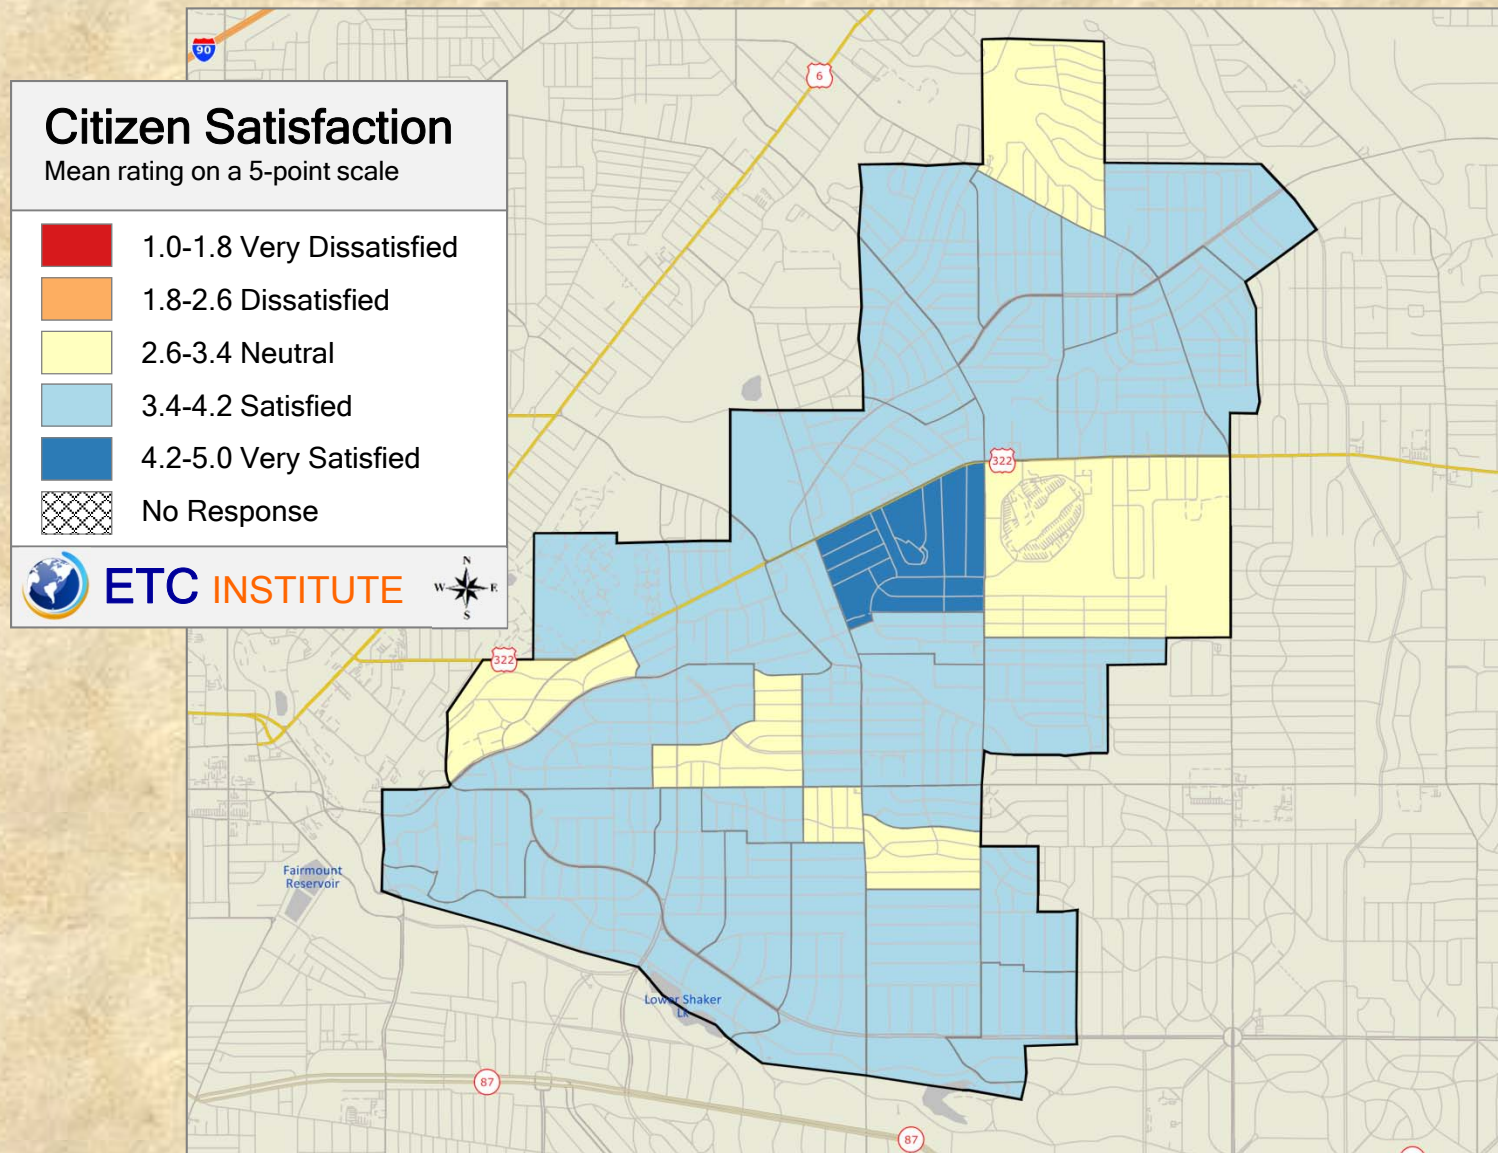 90
6
Citizen Satisfaction
Mean rating on a 5-point scale
1.0-1.8 Very Dissatisfied
1.8-2.6 Dissatisfied
2.6-3.4 Neutral
3.4-4.2 Satisfied
4.2-5.0 Very Satisfied
No Response
ETC INSTITUTE
N
W E
S
322
322
Fairmount
Reservoir
Lower Shaker
Lk
87
87